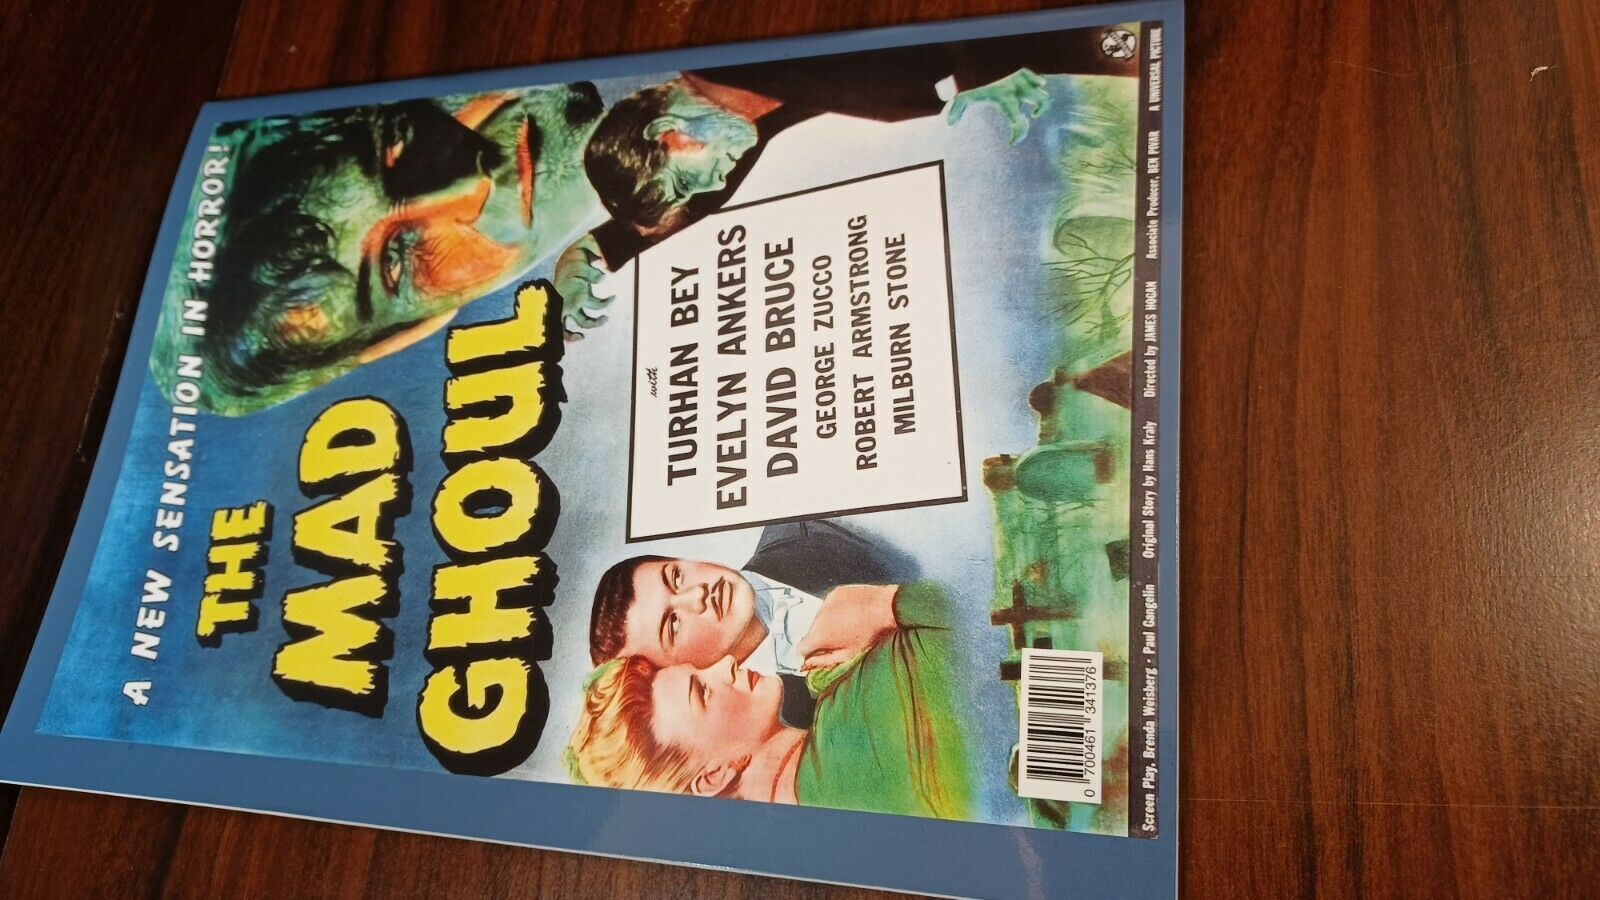 A NEW SENSATION IN HORROR!
THE
MAD
GHOUL
with
TURHAN BEY
EVELYN ANKERS
DAVID BRUCE
GEORGE ZUCCO
ROBERT ARMSTRONG
MILBURN STONE
0 700461 341376
Screen Play, Brenda Weisberg · Paul Gangelin Original Story by Hans Kraly Directed by JAMES HOGAN Associate Producer, BEN PIVAR A UNIVERSAL PICTURE